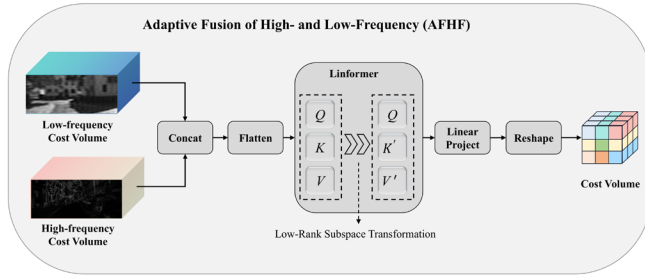 Adaptive Fusion of High- and Low-Frequency (AFHF)
Low-frequency
Cost Volume
High-frequency
Cost Volume
Concat
Flatten
Linformer
Q
K
V
Q
K'
V'
Low-Rank Subspace Transformation
Linear
Project
Reshape
Cost Volume